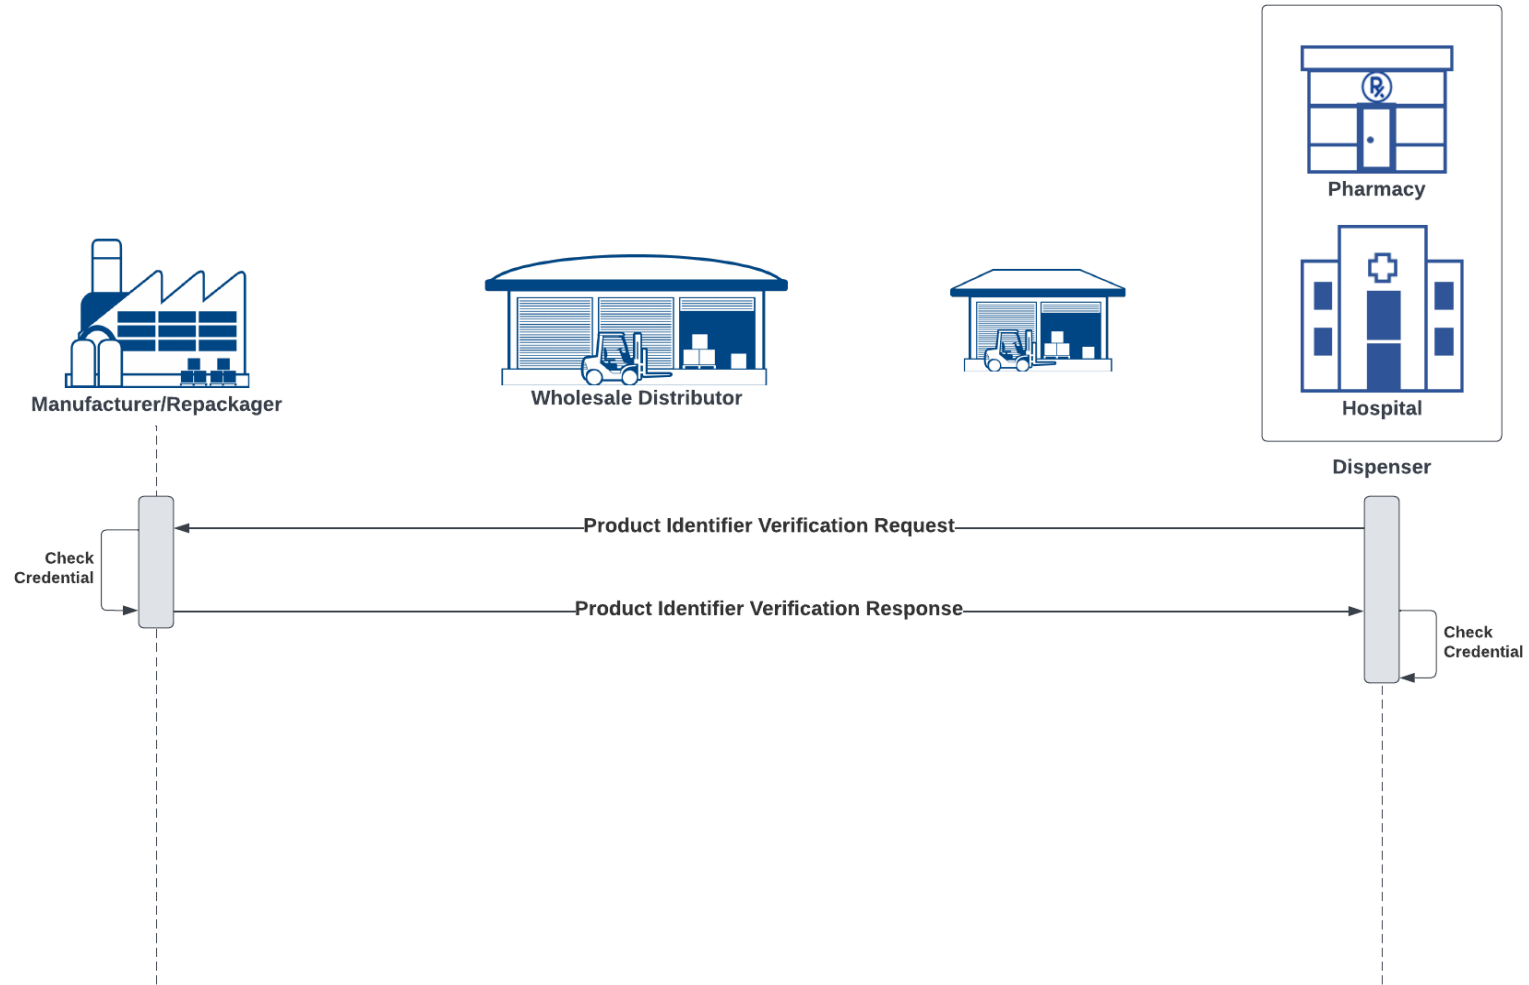 Pharmacy
Hospital
Manufacturer/Repackager
Wholesale Distributor
Dispenser
Product Identifier Verification Request
Check
Credential
Product Identifier Verification Response
Check
Credential